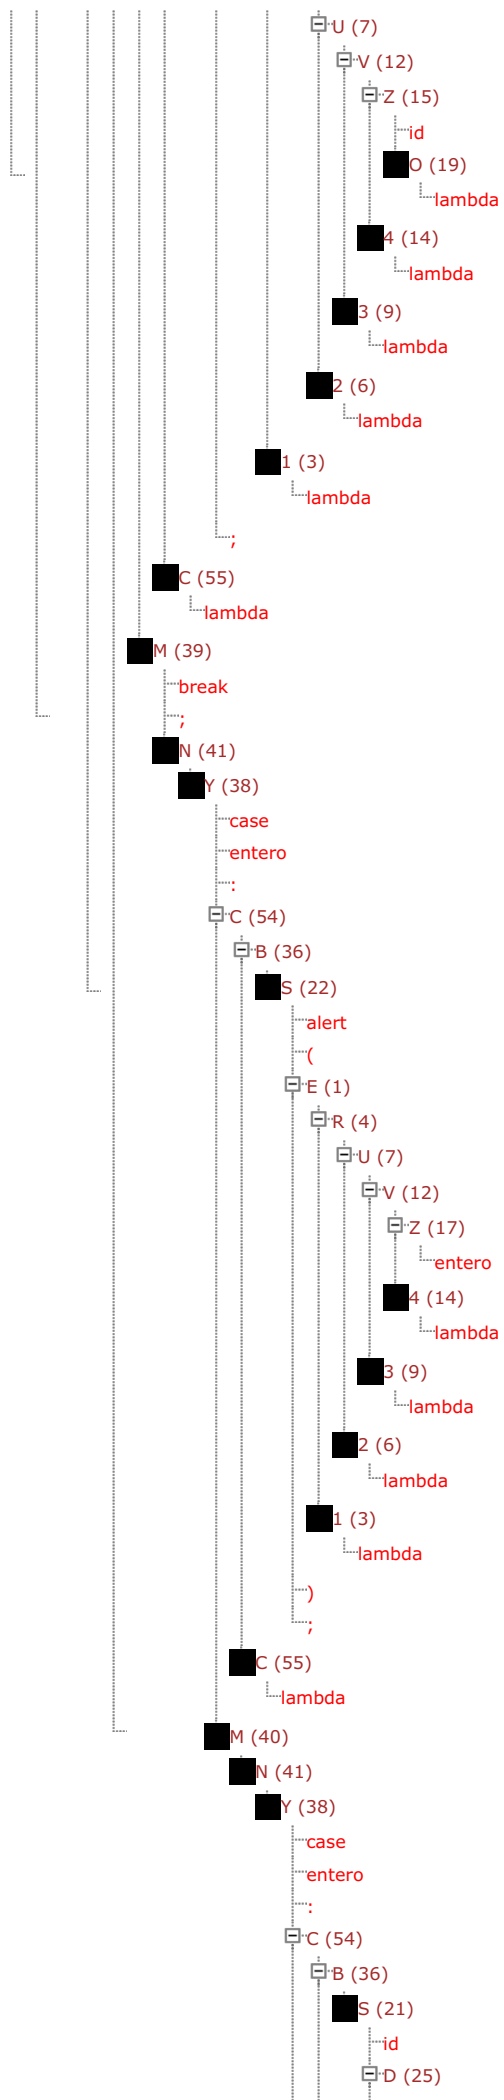 U (7)
V (12)
Z (15)
id
O (19)
lambda
4 (14)
lambda
3 (9)
lambda
2 (6)
lambda
1 (3)
lambda
;
C (55)
lambda
M (39)
break
;
N (41)
Y (38)
case
entero
:
C (54)
B (36)
S (22)
alert
(
E (1)
R (4)
U (7)
V (12)
Z (17)
entero
4 (14)
lambda
3 (9)
lambda
2 (6)
lambda
1 (3)
lambda
)
;
C (55)
lambda
M (40)
N (41)
Y (38)
case
entero
:
C (54)
B (36)
S (21)
id
D (25)